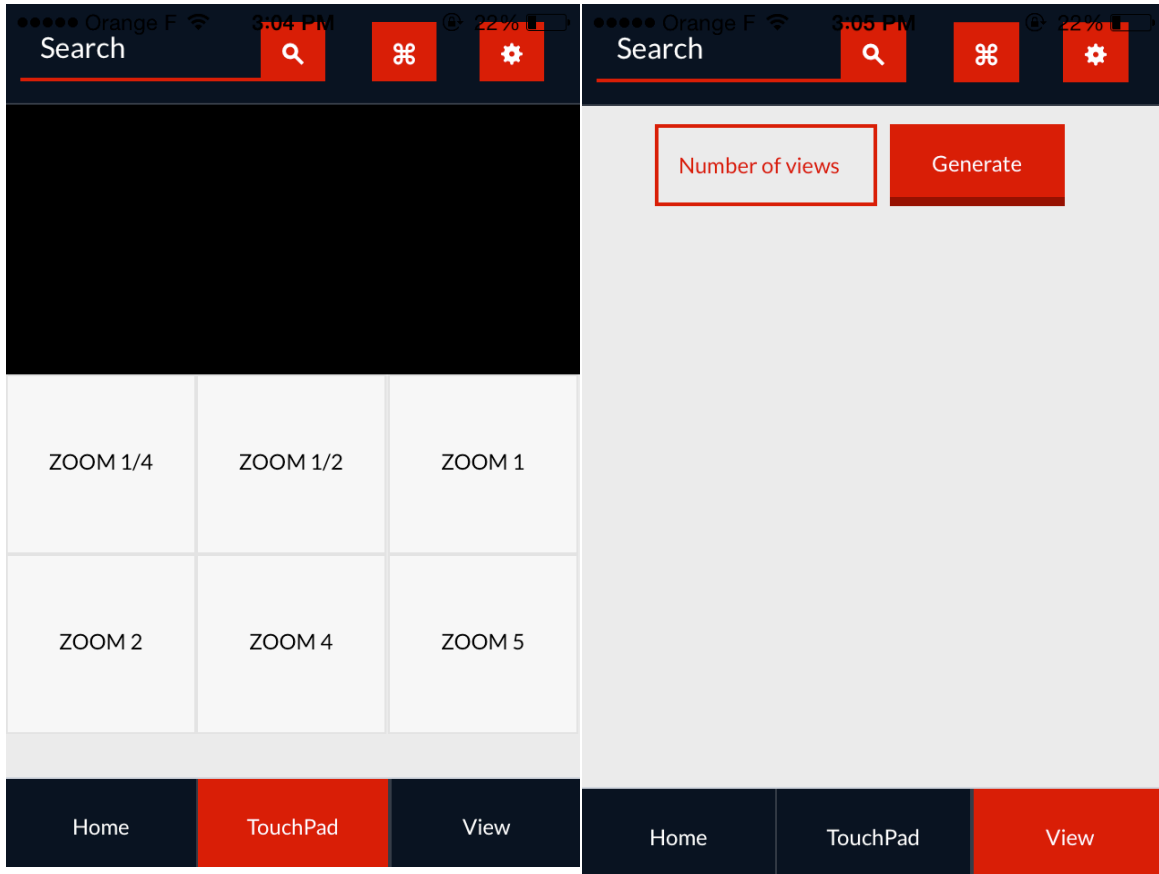 Orange F 3:04 PM 22%
Search
ZOOM 1/4 ZOOM 1/2 ZOOM 1
ZOOM 2 ZOOM 4 ZOOM 5
Home TouchPad View
Orange F 3:05 PM 22%
Search
Number of views Generate
Home TouchPad View